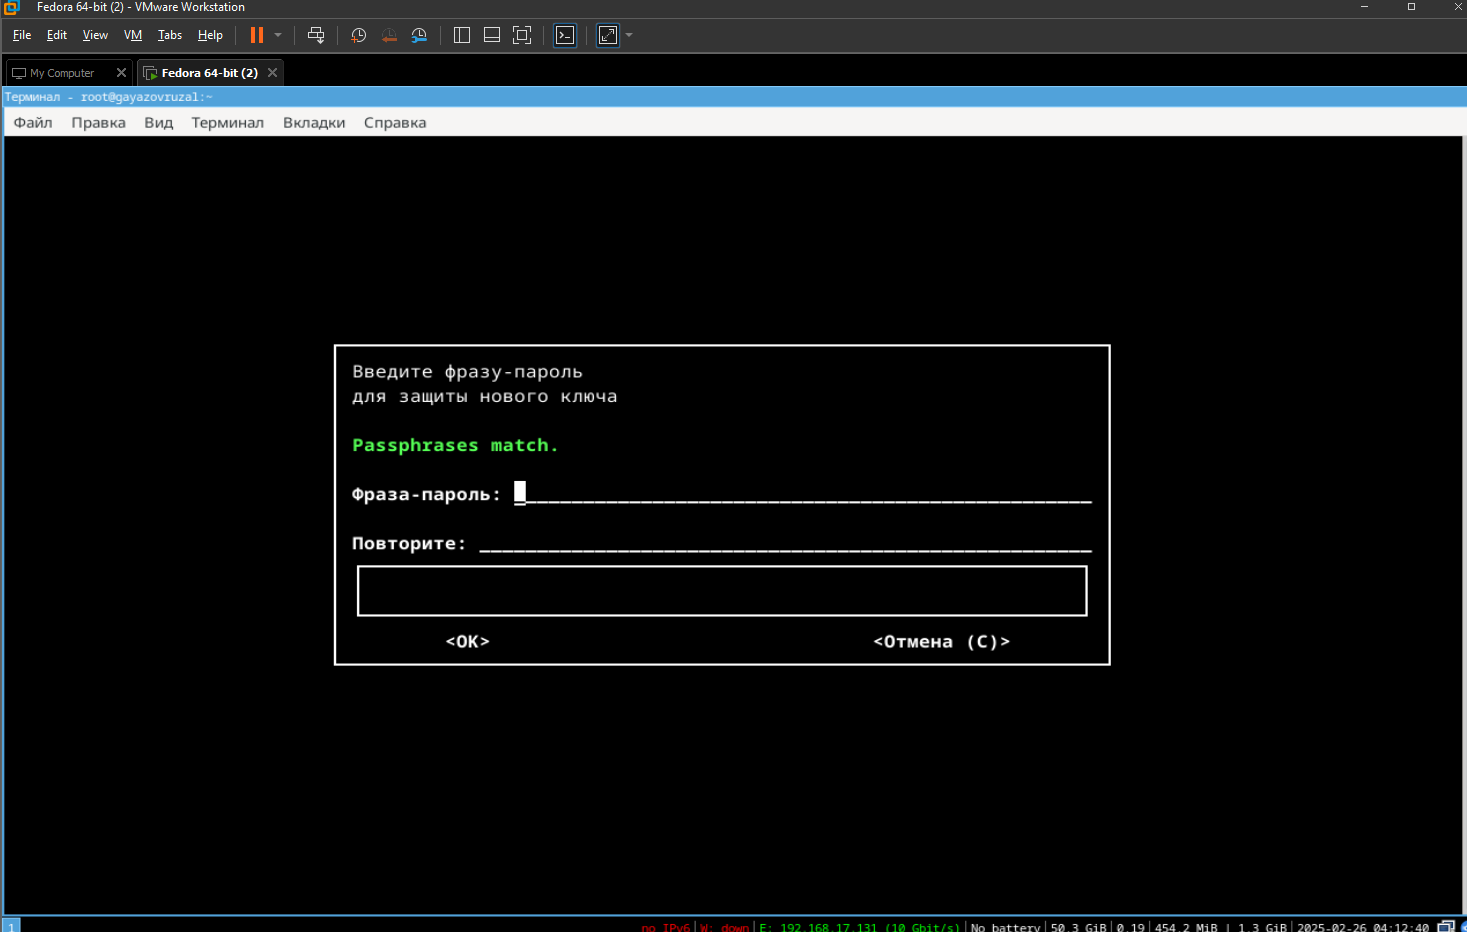 Fedora 64-bit (2) - VMware Workstation
File Edit View VM Tabs Help
My Computer Fedora 64-bit (2)
Терминал - root@gayazovruzal:~
Файл Правка Вид Терминал Вкладки Справка
Введите фразу-пароль
для защиты нового ключа
Passphrases match.
Фраза-пароль:
Повторите:
<OK> <Отмена (C)>
1 no IPv6 | W: down | E: 192.168.17.131 (10 Gbit/s) | No battery | 50.3 GiB | 0.19 | 454.2 MiB | 1.3 GiB | 2025-02-26 04:12:40